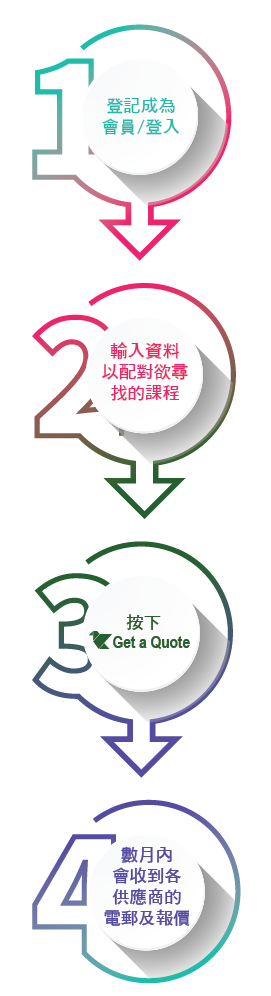 1
登記成為
會員/登入
2
輸入資料
以配對欲尋
找的課程
3
按下
Get a Quote
4
數月內
會收到各
供應商的
電郵及報價